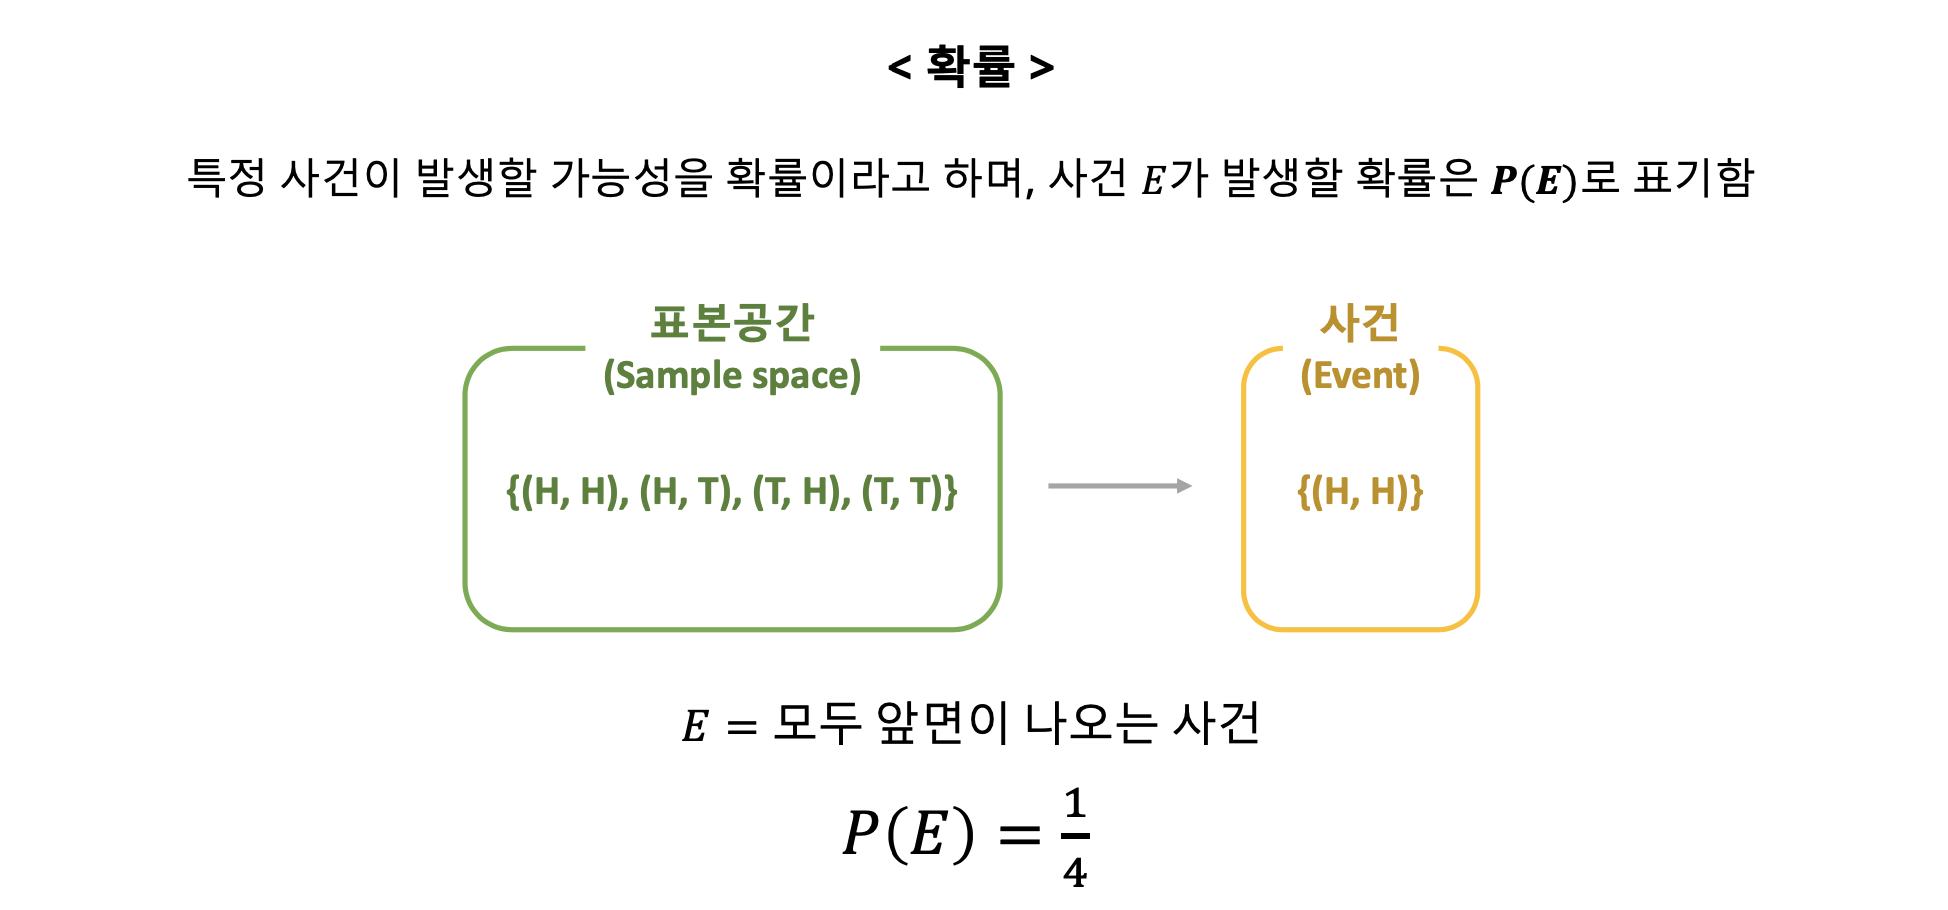 < 확률 >
특정 사건이 발생할 가능성을 확률이라고 하며, 사건 E가 발생할 확률은 P(E)로 표기함
표본공간
(Sample space)
{(H, H), (H, T), (T, H), (T, T)}
사건
(Event)
{(H, H)}
E = 모두 앞면이 나오는 사건
P(E) = 1/4